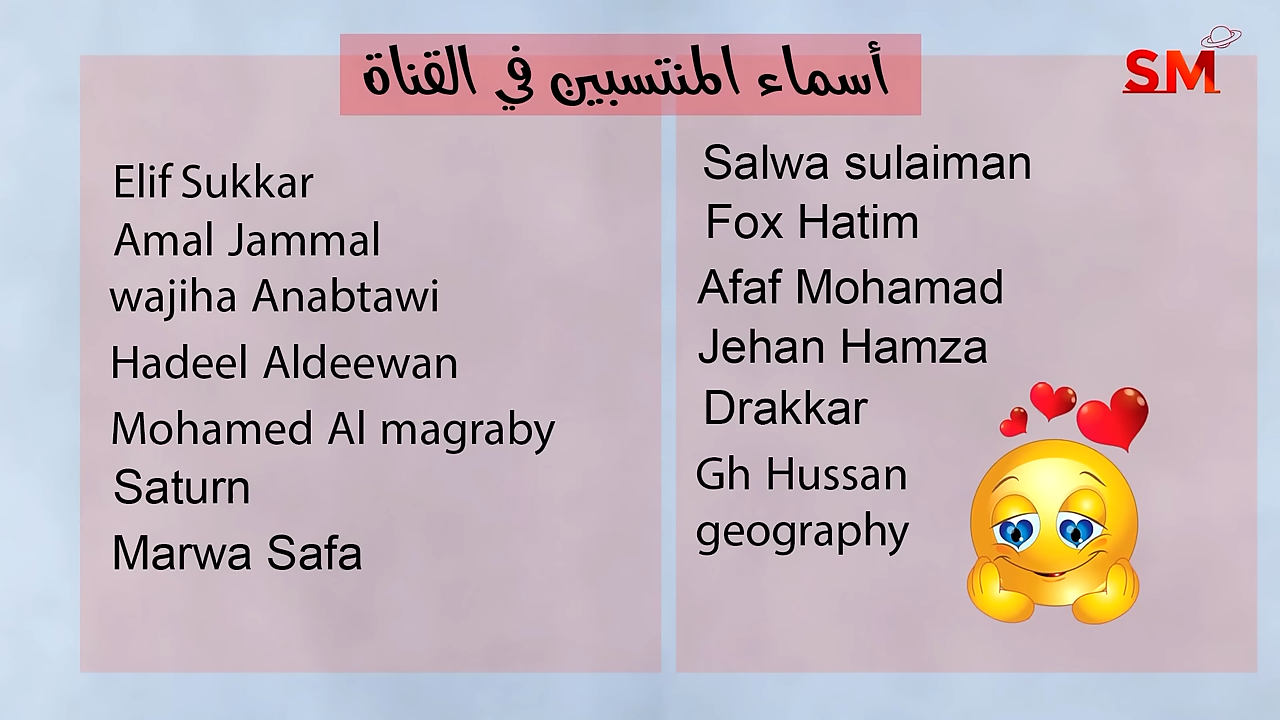 أسماء المنتسبين في القناة
SM
Elif Sukkar
Amal Jammal
wajiha Anabtawi
Hadeel Aldeewan
Mohamed Al magraby
Saturn
Marwa Safa
Salwa sulaiman
Fox Hatim
Afaf Mohamad
Jehan Hamza
Drakkar
Gh Hussan
geography